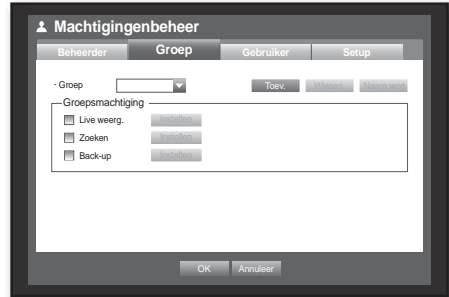 Machtigingenbeheer
Beheerder Groep Gebruiker Setup
· Groep Toev. Wissen Naam wzg
Groepsmachtiging
Live weerg. Instellen
Zoeken Instellen
Back-up Instellen
OK Annuleer